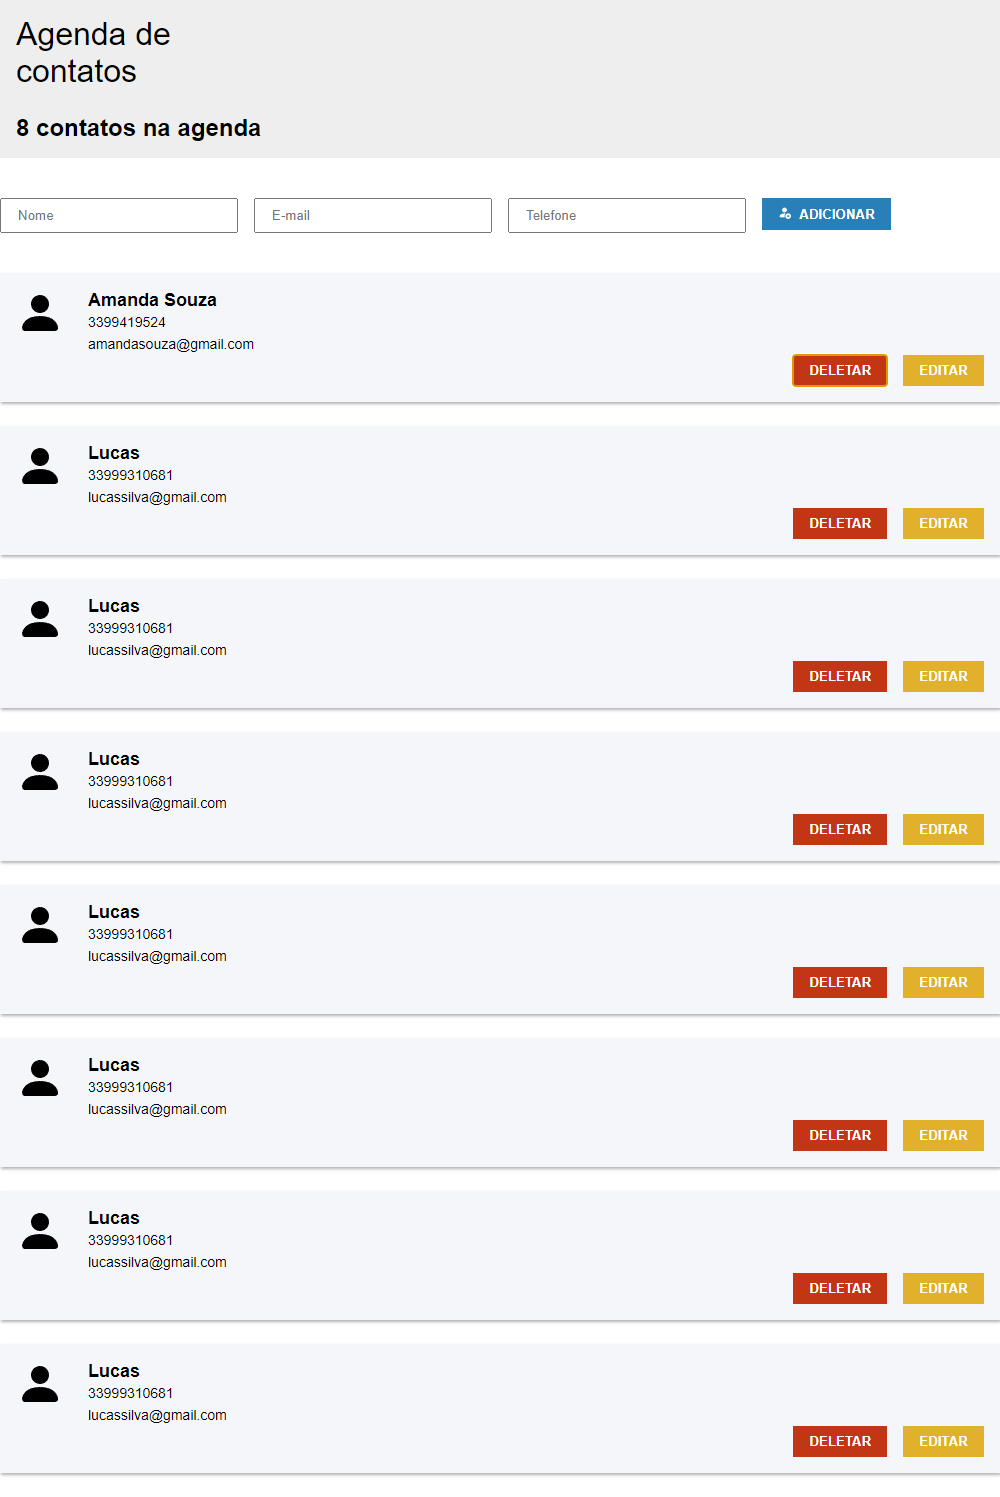 Agenda de
contatos
8 contatos na agenda
Nome E-mail Telefone ADICIONAR
Amanda Souza
3399419524
amandasouza@gmail.com
DELETAR EDITAR
Lucas
33999310681
lucassilva@gmail.com
DELETAR EDITAR
Lucas
33999310681
lucassilva@gmail.com
DELETAR EDITAR
Lucas
33999310681
lucassilva@gmail.com
DELETAR EDITAR
Lucas
33999310681
lucassilva@gmail.com
DELETAR EDITAR
Lucas
33999310681
lucassilva@gmail.com
DELETAR EDITAR
Lucas
33999310681
lucassilva@gmail.com
DELETAR EDITAR
Lucas
33999310681
lucassilva@gmail.com
DELETAR EDITAR